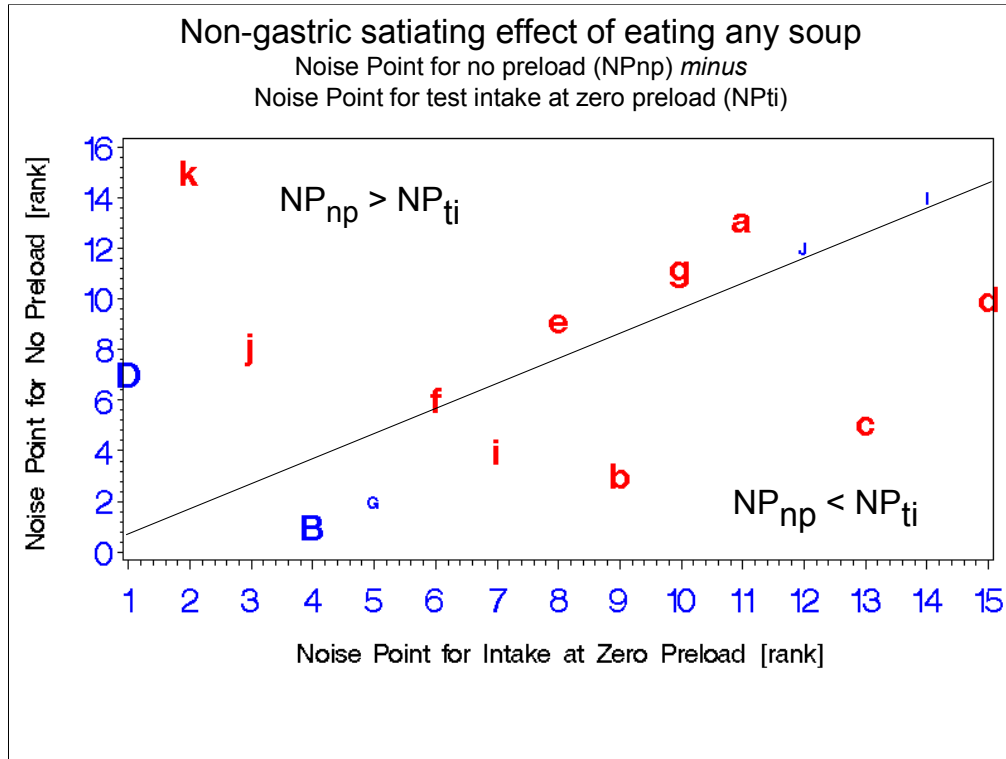 Non-gastric satiating effect of eating any soup
Noise Point for no preload (NPnp) minus
Noise Point for test intake at zero preload (NPti)
Noise Point for No Preload [rank]
16
14
12
10
8
6
4
2
0
k
NPnp > NPti
a
I
J
g
d
e
j
D
f
c
i
b
G
B
NPnp < NPti
1 2 3 4 5 6 7 8 9 10 11 12 13 14 15
Noise Point for Intake at Zero Preload [rank]